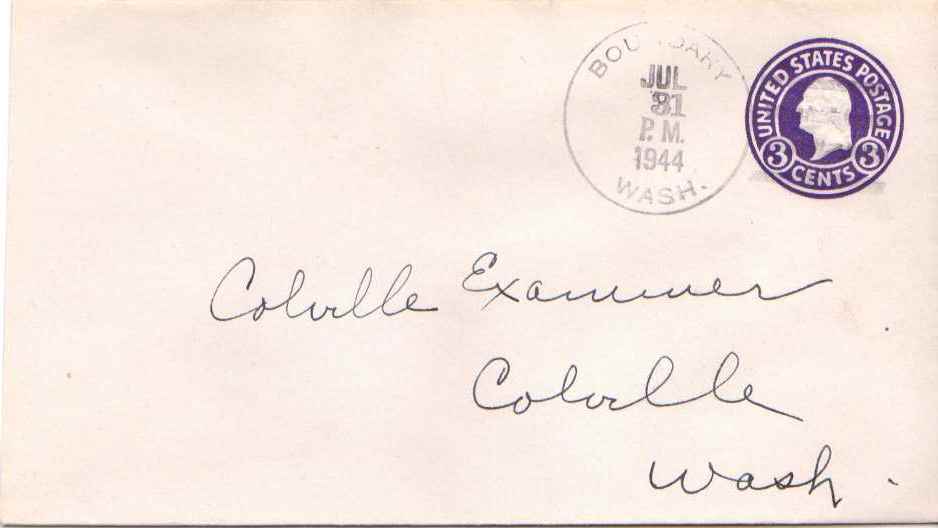 BOUNDARY
JUL
31
P.M.
1944
WASH.
UNITED STATES POSTAGE
3 CENTS 3
Colville Examiner
Colville
Wash.